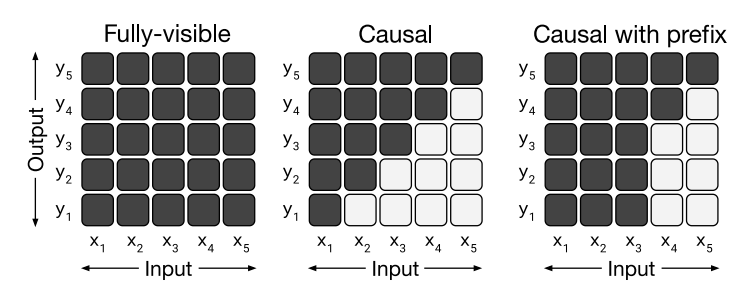 Fully-visible
Causal
Causal with prefix
y5
y4
y3
y2
y1
Output
x1 x2 x3 x4 x5
Input
y5
y4
y3
y2
y1
x1 x2 x3 x4 x5
Input
y5
y4
y3
y2
y1
x1 x2 x3 x4 x5
Input